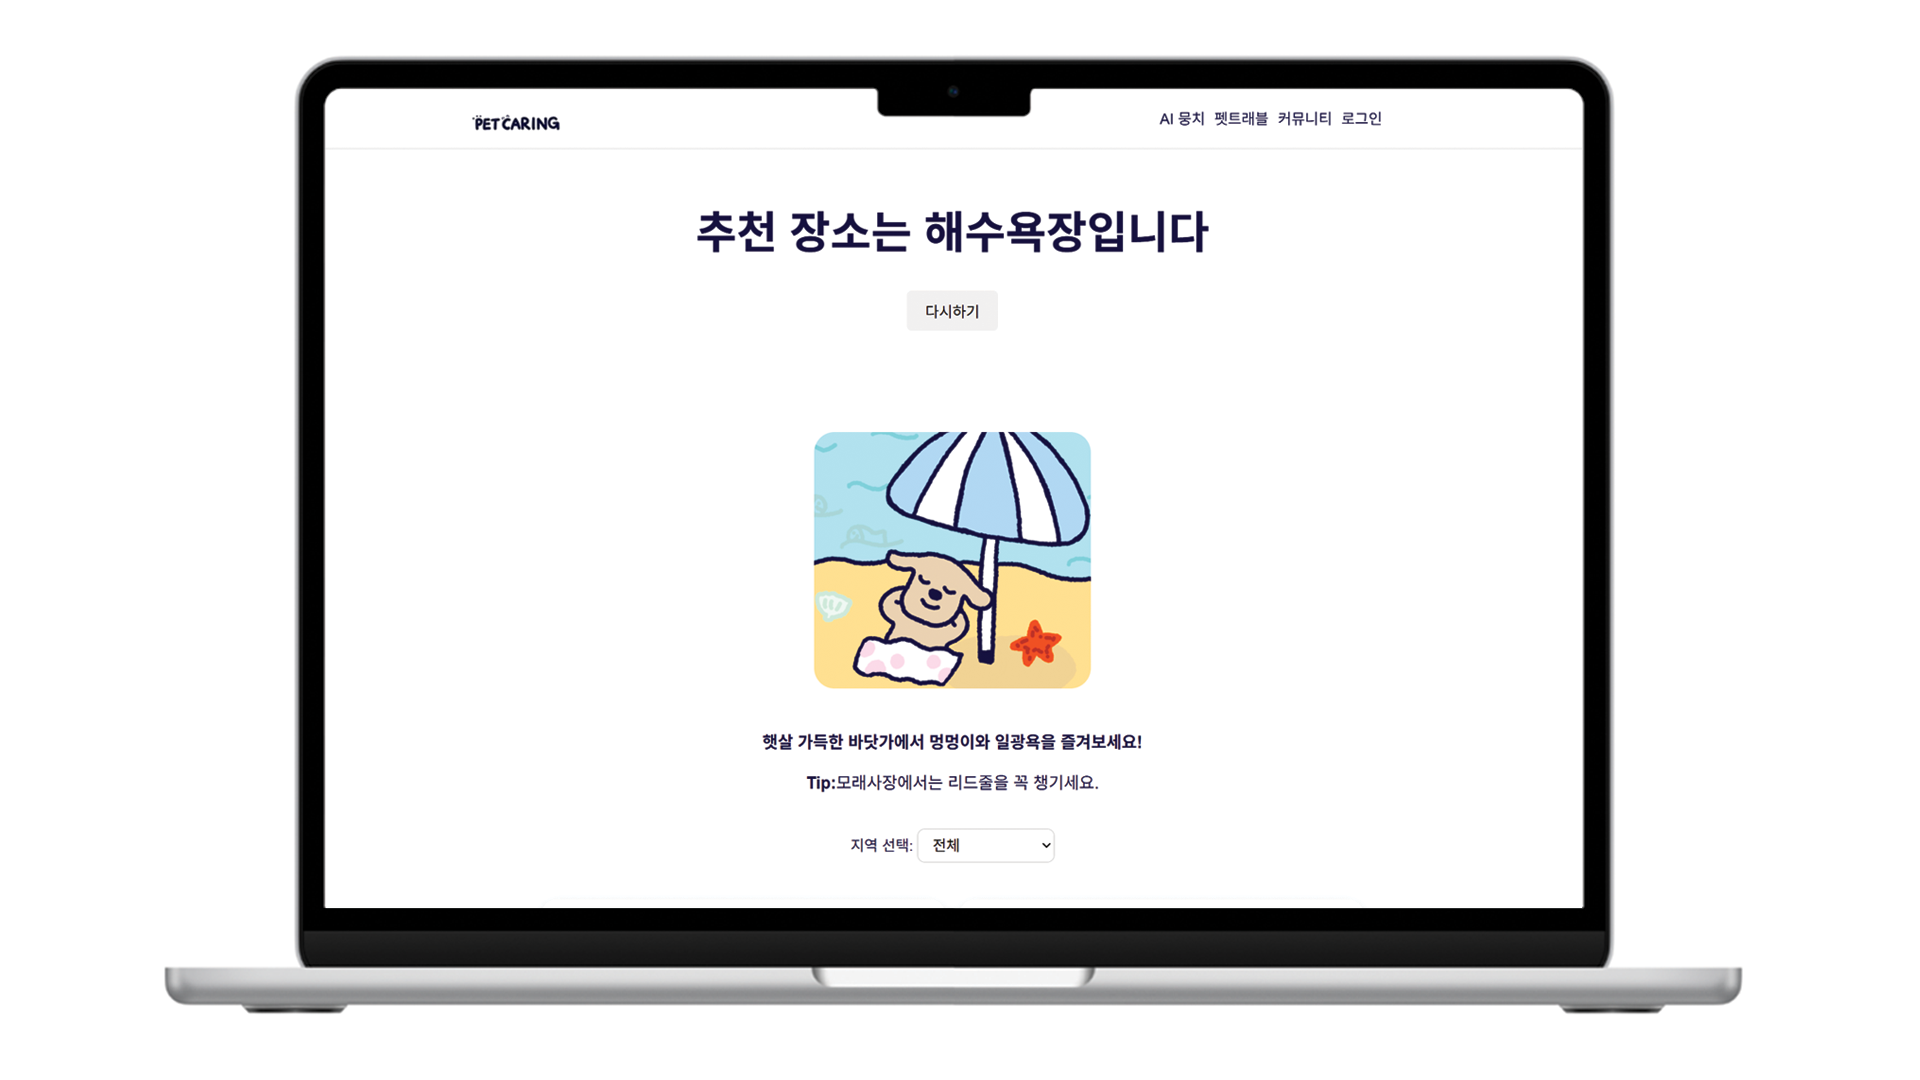 PETCARING
AI 뭉치 펫트래블 커뮤니티 로그인
추천 장소는 해수욕장입니다
다시하기
햇살 가득한 바닷가에서 멍멍이와 일광욕을 즐겨보세요!
Tip:모래사장에서는 리드줄을 꼭 챙기세요.
지역 선택: 전체